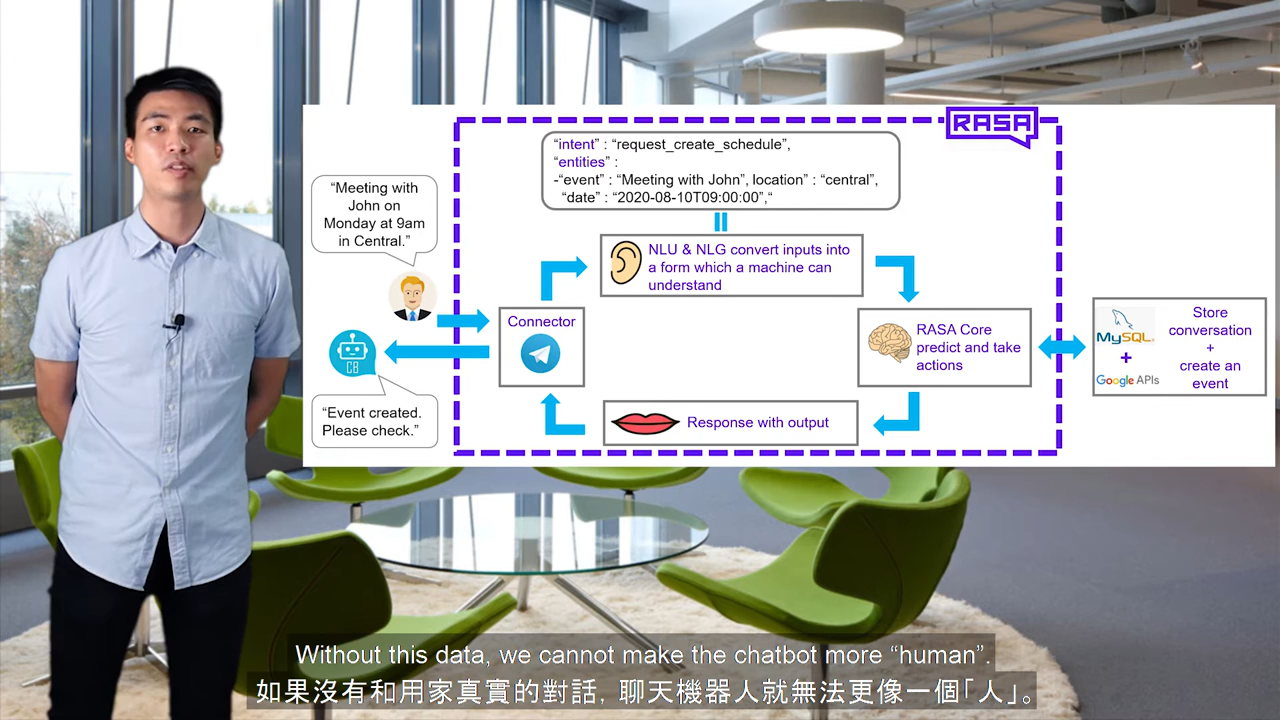 RASA
"intent" : "request_create_schedule",
"entities" :
-"event" : "Meeting with John", location" : "central",
"date" : "2020-08-10T09:00:00","
"Meeting with
John on
Monday at 9am
in Central."
NLU & NLG convert inputs into
a form which a machine can
understand
Connector
RASA Core
predict and take
actions
MySQL
+
Google APIs
Store
conversation
+
create an
event
CB
"Event created.
Please check."
Response with output
Without this data, we cannot make the chatbot more “human”.
如果沒有和用家真實的對話，聊天機器人就無法更像一個「人」。